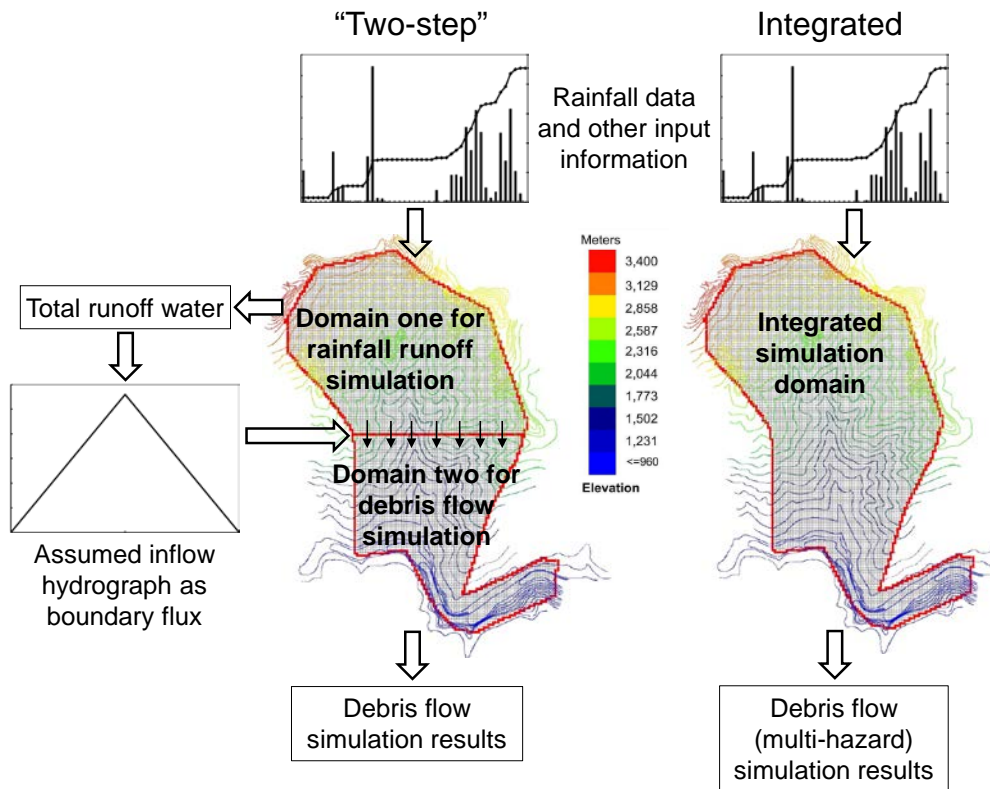 “Two-step”
Integrated
Rainfall data
and other input
information
Meters
3,400
3,129
2,858
2,587
2,316
2,044
1,773
1,502
1,231
<=960
Elevation
Total runoff water
Domain one for
rainfall runoff
simulation
Integrated
simulation
domain
Domain two for
debris flow
simulation
Assumed inflow
hydrograph as
boundary flux
Debris flow
simulation results
Debris flow
(multi-hazard)
simulation results